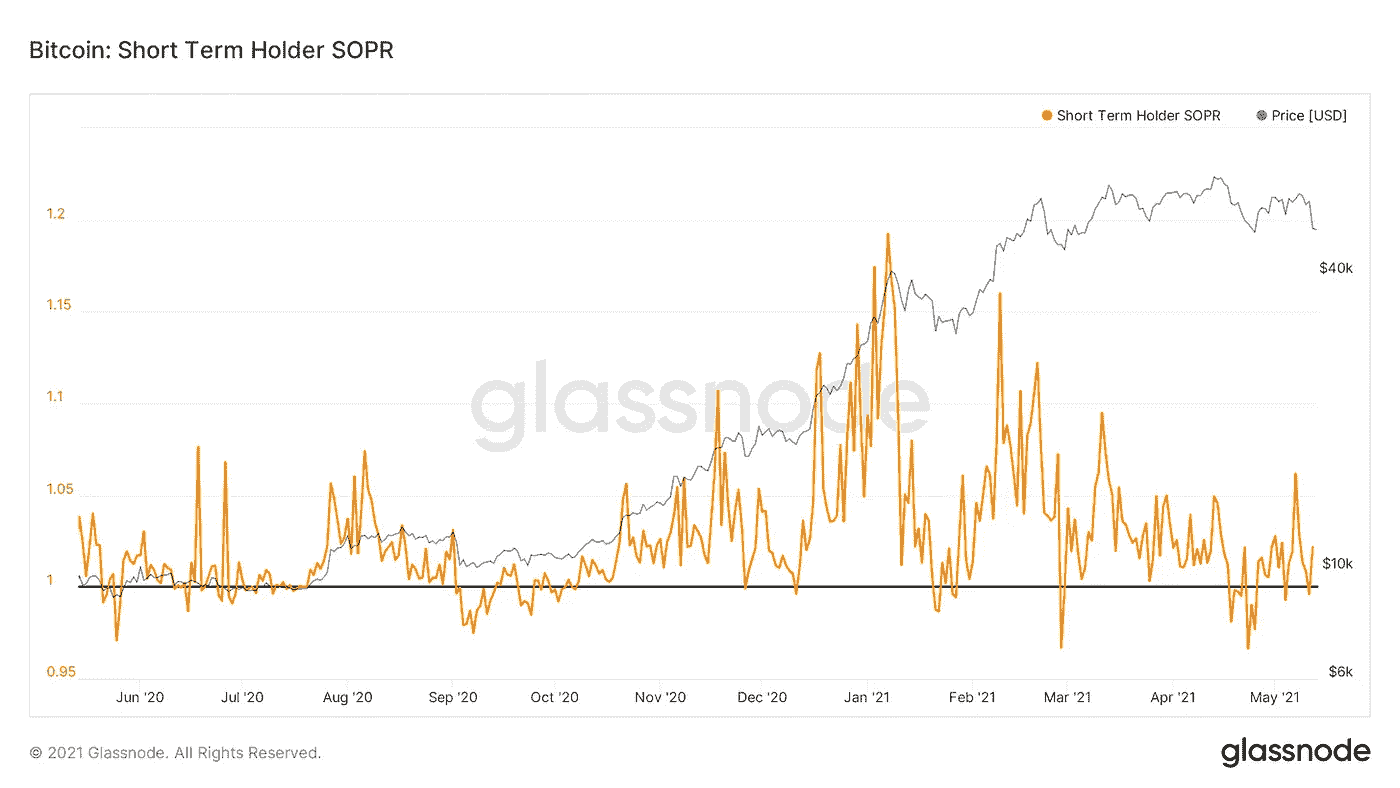 Bitcoin: Short Term Holder SOPR
Short Term Holder SOPR Price [USD]
1.2
1.15
1.1
1.05
1
0.95
$40k
$10k
$6k
glassnode
Jun '20 Jul '20 Aug '20 Sep '20 Oct '20 Nov '20 Dec '20 Jan '21 Feb '21 Mar '21 Apr '21 May '21
© 2021 Glassnode. All Rights Reserved.
glassnode